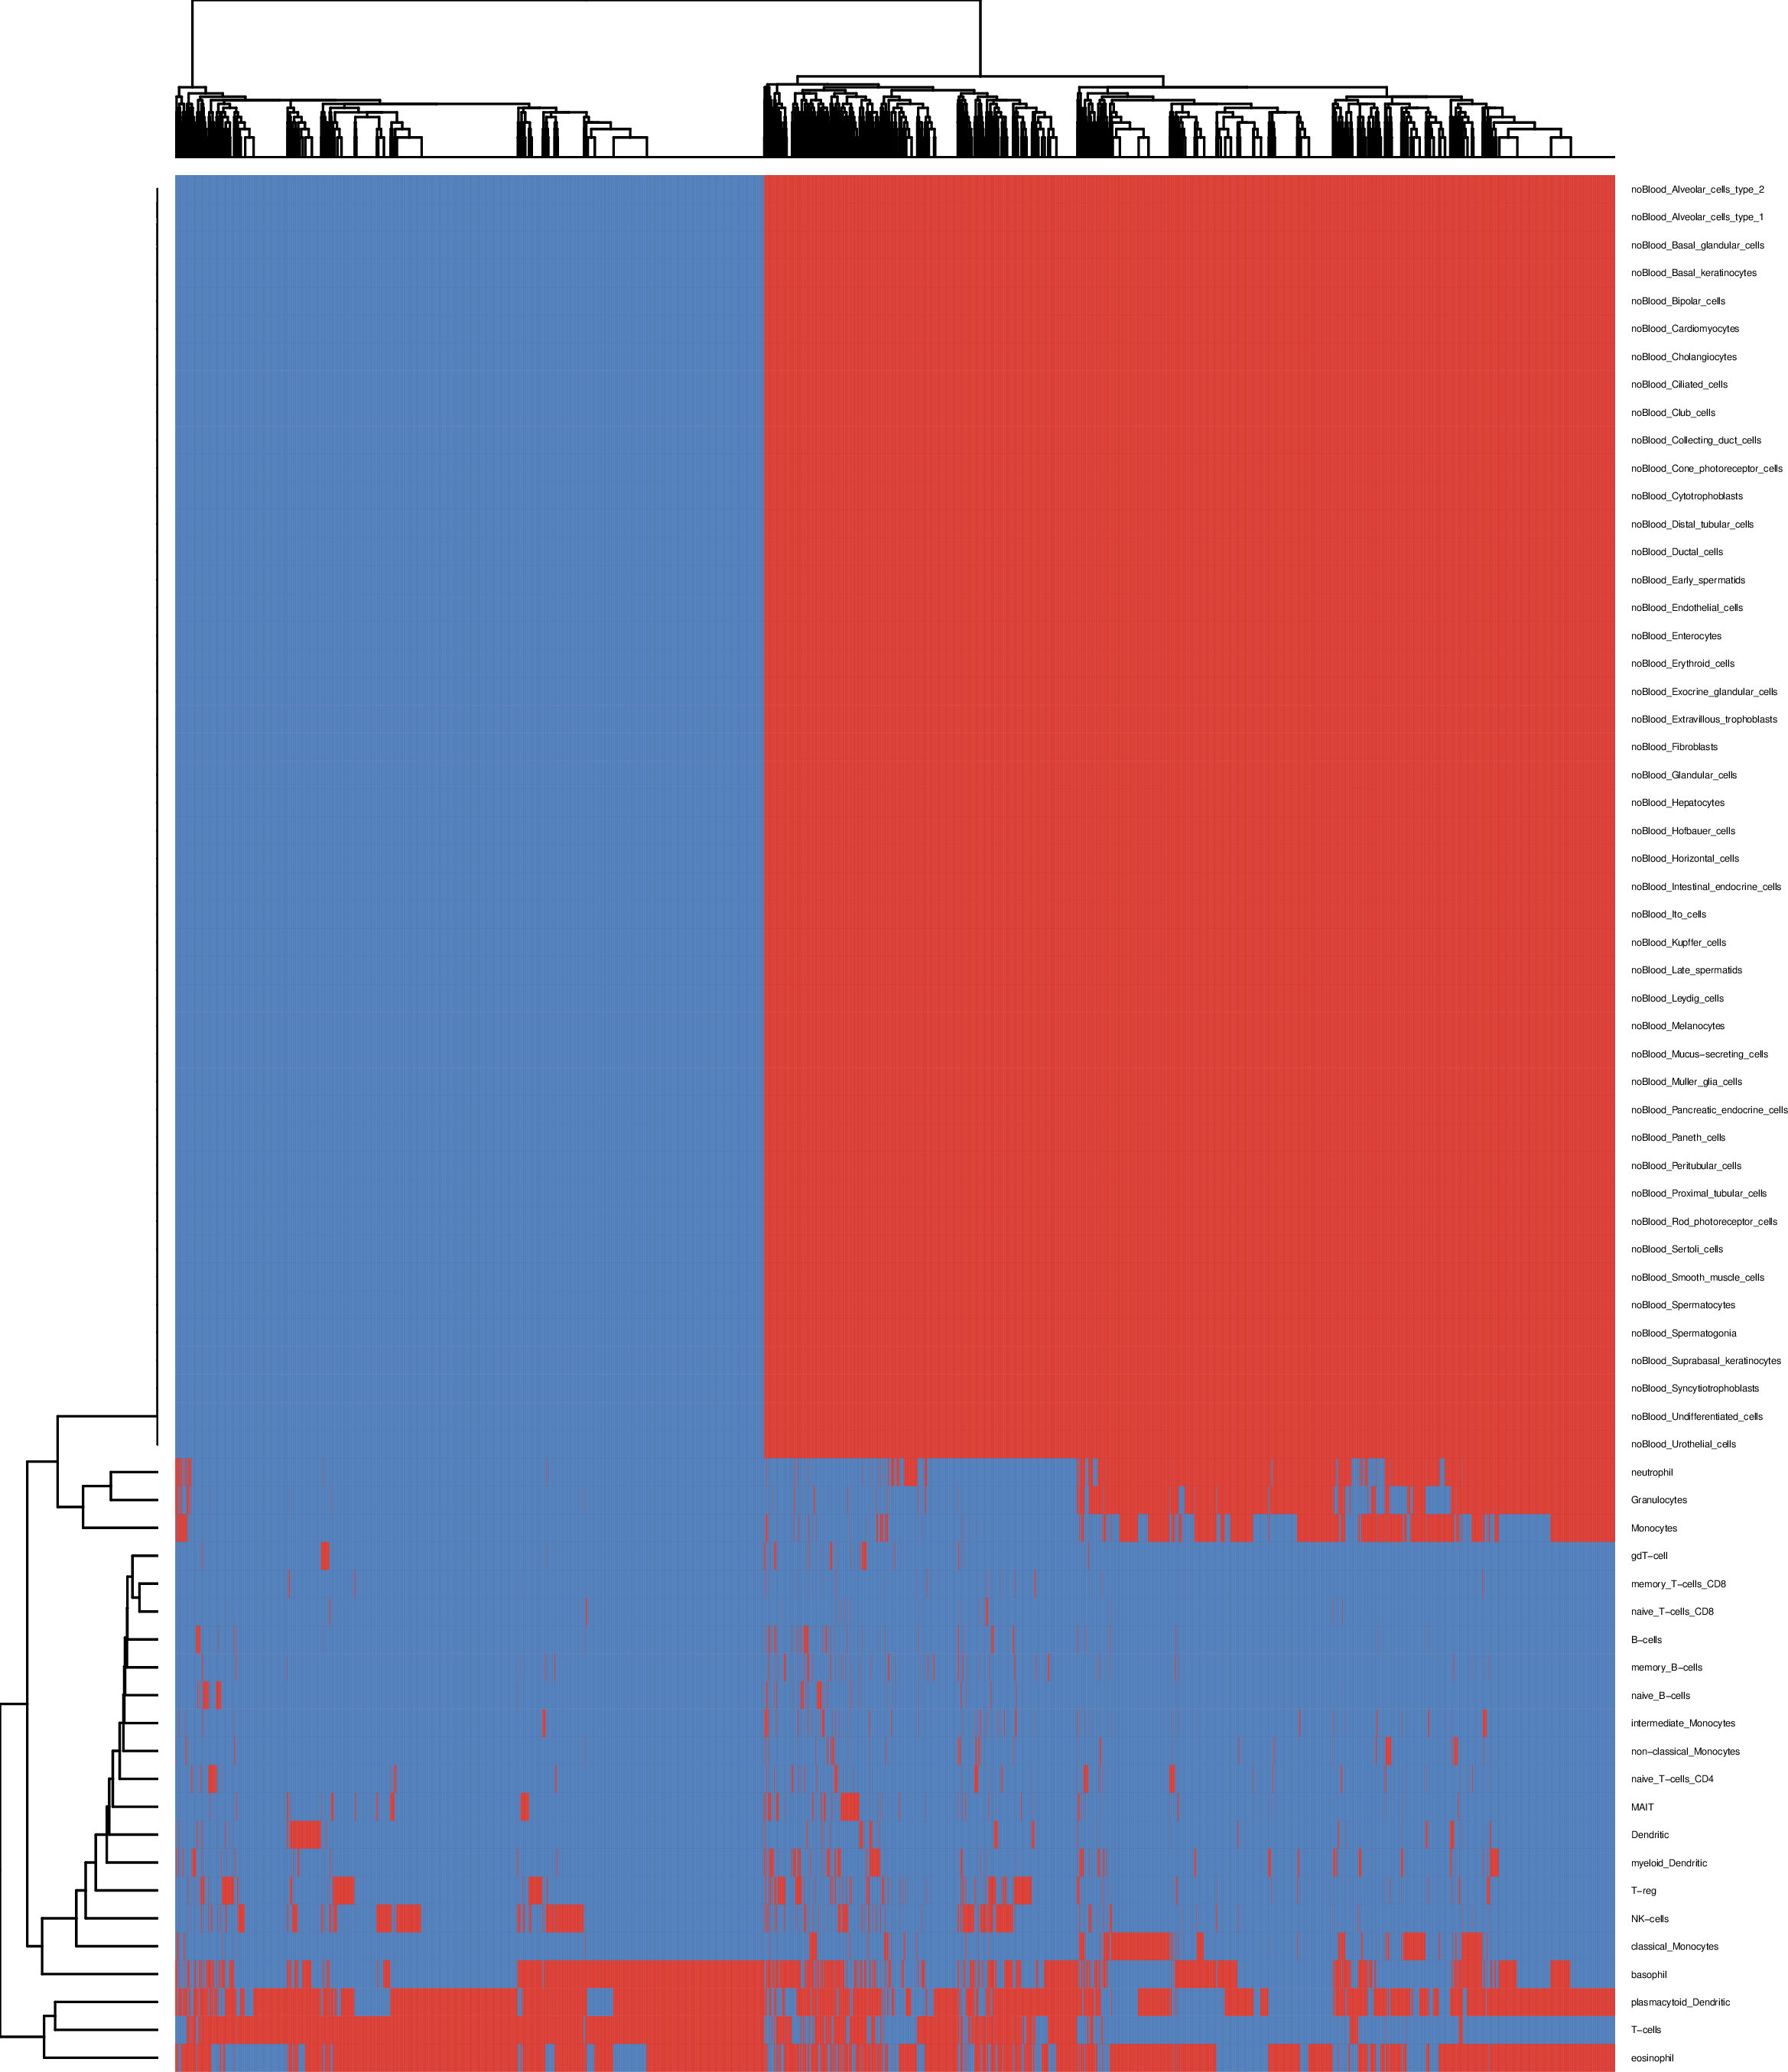 noBlood_Alveolar_cells_type_2
noBlood_Alveolar_cells_type_1
noBlood_Basal_glandular_cells
noBlood_Basal_keratinocytes
noBlood_Bipolar_cells
noBlood_Cardiomyocytes
noBlood_Cholangiocytes
noBlood_Ciliated_cells
noBlood_Club_cells
noBlood_Collecting_duct_cells
noBlood_Cone_photoreceptor_cells
noBlood_Cytotrophoblasts
noBlood_Distal_tubular_cells
noBlood_Ductal_cells
noBlood_Early_spermatids
noBlood_Endothelial_cells
noBlood_Enterocytes
noBlood_Erythroid_cells
noBlood_Exocrine_glandular_cells
noBlood_Extravillous_trophoblasts
noBlood_Fibroblasts
noBlood_Glandular_cells
noBlood_Hepatocytes
noBlood_Hofbauer_cells
noBlood_Horizontal_cells
noBlood_Intestinal_endocrine_cells
noBlood_Ito_cells
noBlood_Kupffer_cells
noBlood_Late_spermatids
noBlood_Leydig_cells
noBlood_Melanocytes
noBlood_Mucus−secreting_cells
noBlood_Muller_glia_cells
noBlood_Pancreatic_endocrine_cells
noBlood_Paneth_cells
noBlood_Peritubular_cells
noBlood_Proximal_tubular_cells
noBlood_Rod_photoreceptor_cells
noBlood_Sertoli_cells
noBlood_Smooth_muscle_cells
noBlood_Spermatocytes
noBlood_Spermatogonia
noBlood_Suprabasal_keratinocytes
noBlood_Syncytiotrophoblasts
noBlood_Undifferentiated_cells
noBlood_Urothelial_cells
neutrophil
Granulocytes
Monocytes
gdT−cell
memory_T−cells_CD8
naive_T−cells_CD8
B−cells
memory_B−cells
naive_B−cells
intermediate_Monocytes
non−classical_Monocytes
naive_T−cells_CD4
MAIT
Dendritic
myeloid_Dendritic
T−reg
NK−cells
classical_Monocytes
basophil
plasmacytoid_Dendritic
T−cells
eosinophil